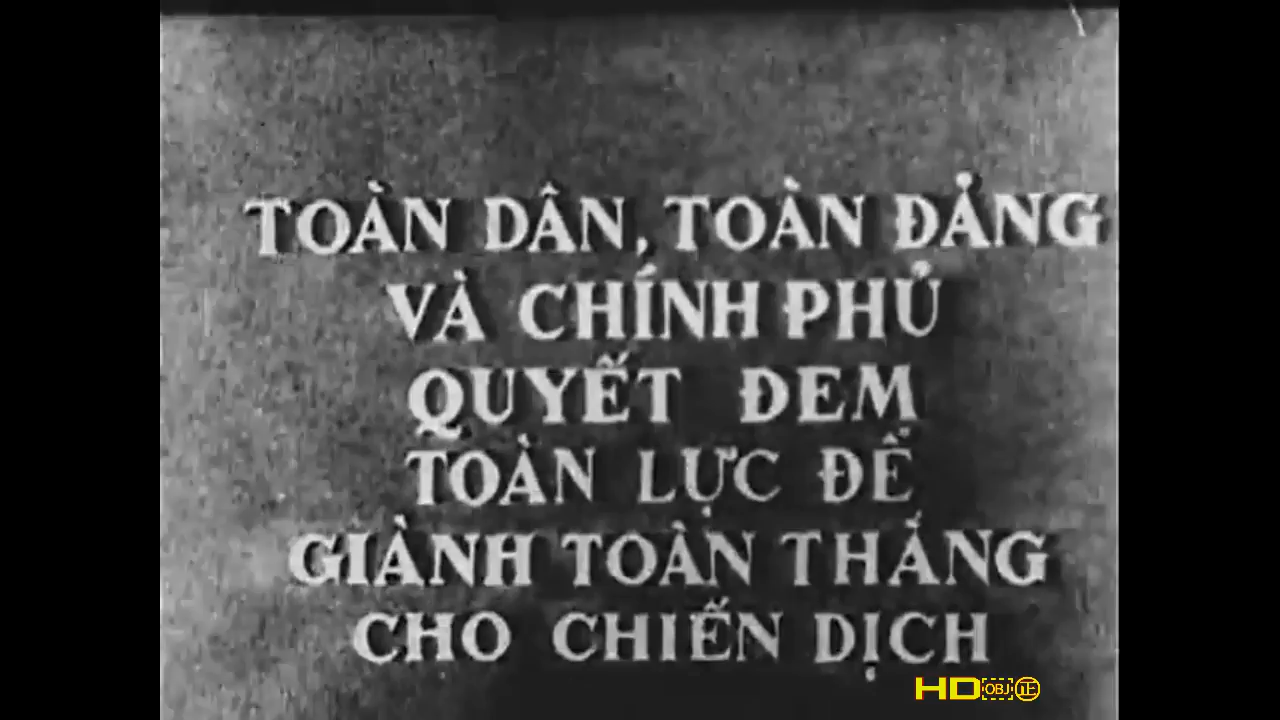 TOÀN DÂN, TOÀN ĐẢNG
VÀ CHÍNH PHỦ
QUYẾT ĐEM
TOÀN LỰC ĐỂ
GIÀNH TOÀN THẮNG
CHO CHIẾN DỊCH
HD OBJ